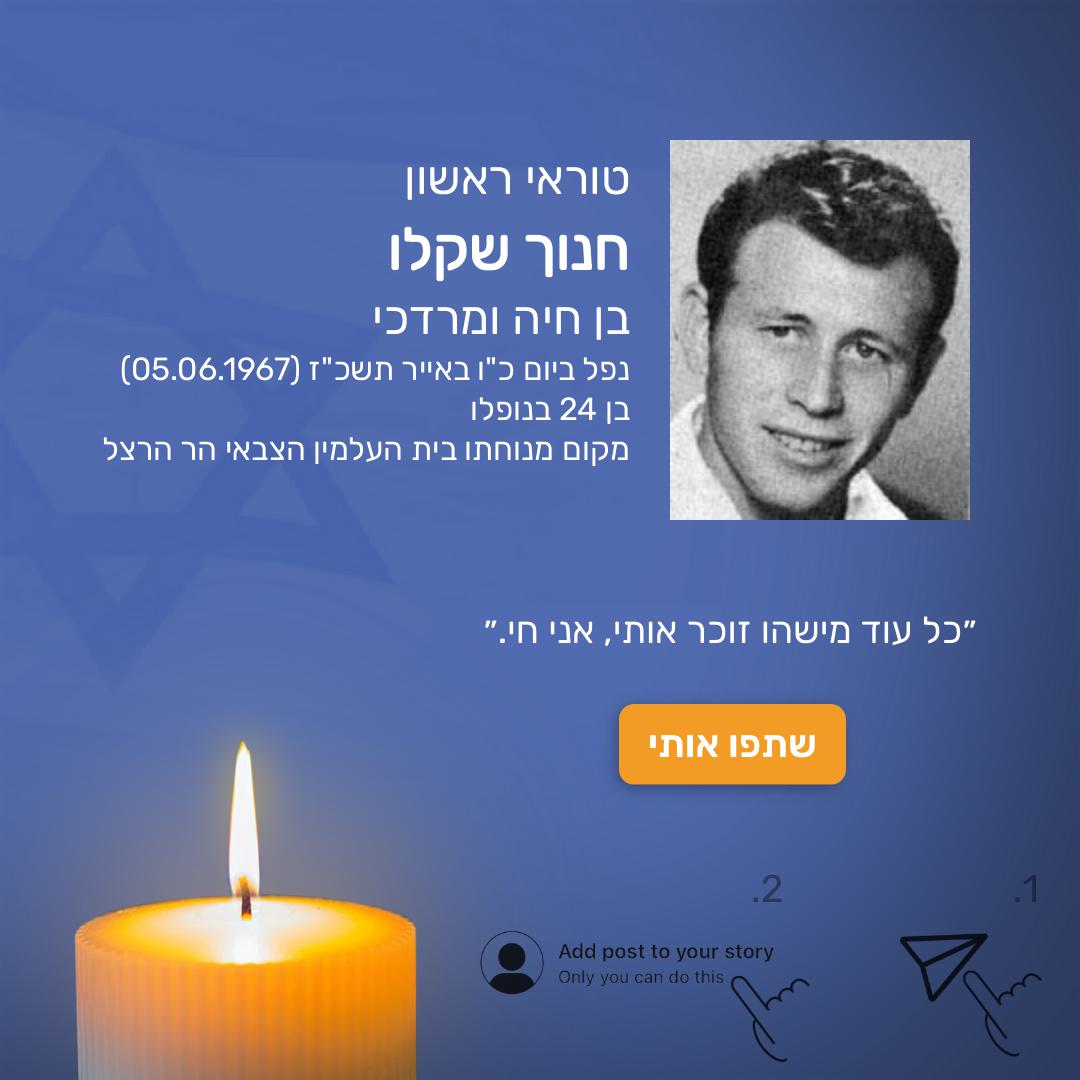 טוראי ראשון
חנוך שקלו
בן חיה ומרדכי
נפל ביום כ"ו באייר תשכ"ז (05.06.1967)
בן 24 בנופלו
מקום מנוחתו בית העלמין הצבאי הר הרצל
״כל עוד מישהו זוכר אותי, אני חי.״
שתפו אותי
.1
.2
Add post to your story
Only you can do this